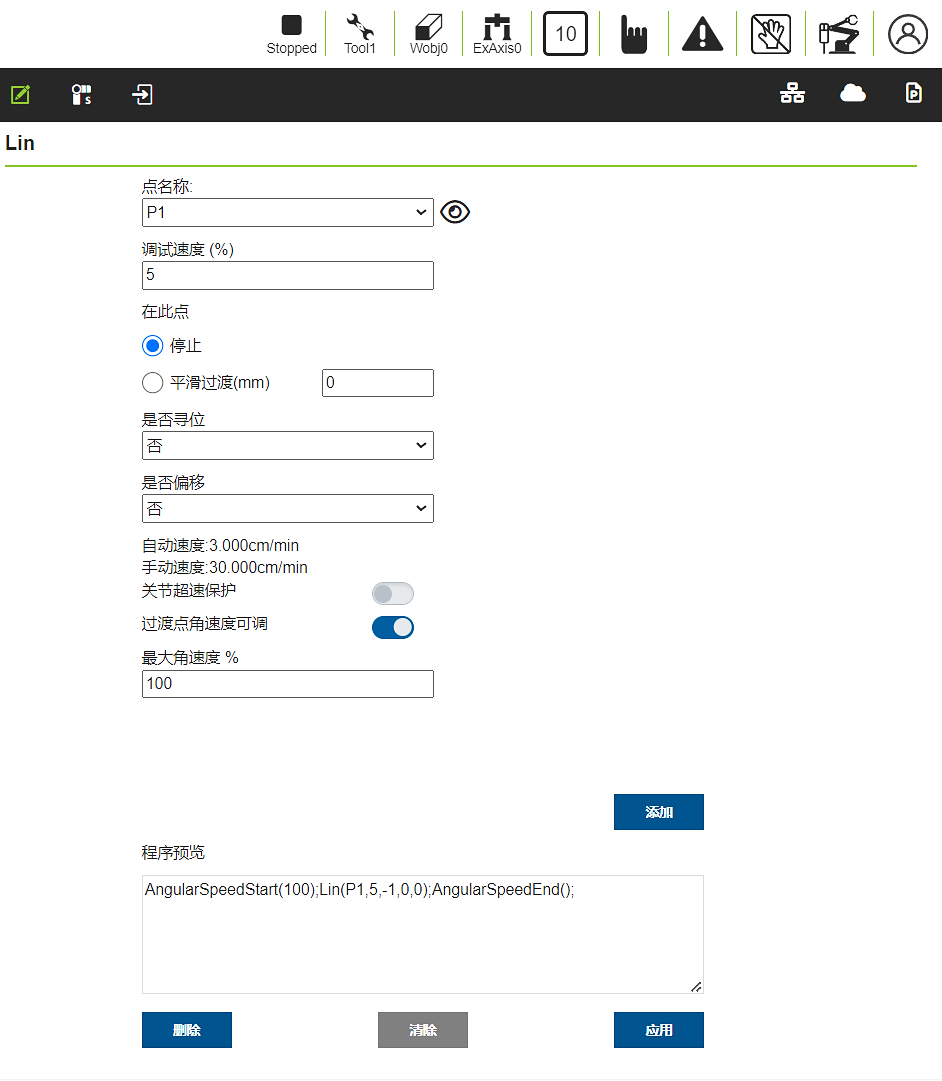 Stopped
Tool1
Wobj0
ExAxis0
10
S
P
Lin
点名称:
P1
调试速度 (%)
5
在此点
停止
平滑过渡(mm)
0
是否寻位
否
是否偏移
否
自动速度:3.000cm/min
手动速度:30.000cm/min
关节超速保护
过渡点角速度可调
最大角速度 %
100
添加
程序预览
AngularSpeedStart(100);Lin(P1,5,-1,0,0);AngularSpeedEnd();
删除
清除
应用